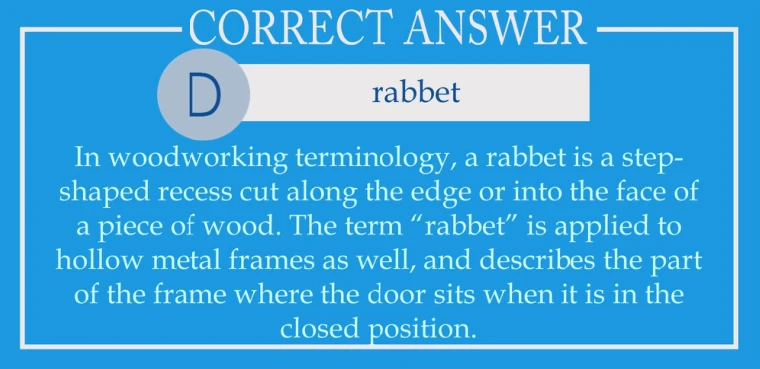 CORRECT ANSWER
D
rabbet
In woodworking terminology, a rabbet is a step-
shaped recess cut along the edge or into the face of
a piece of wood. The term “rabbet” is applied to
hollow metal frames as well, and describes the part
of the frame where the door sits when it is in the
closed position.